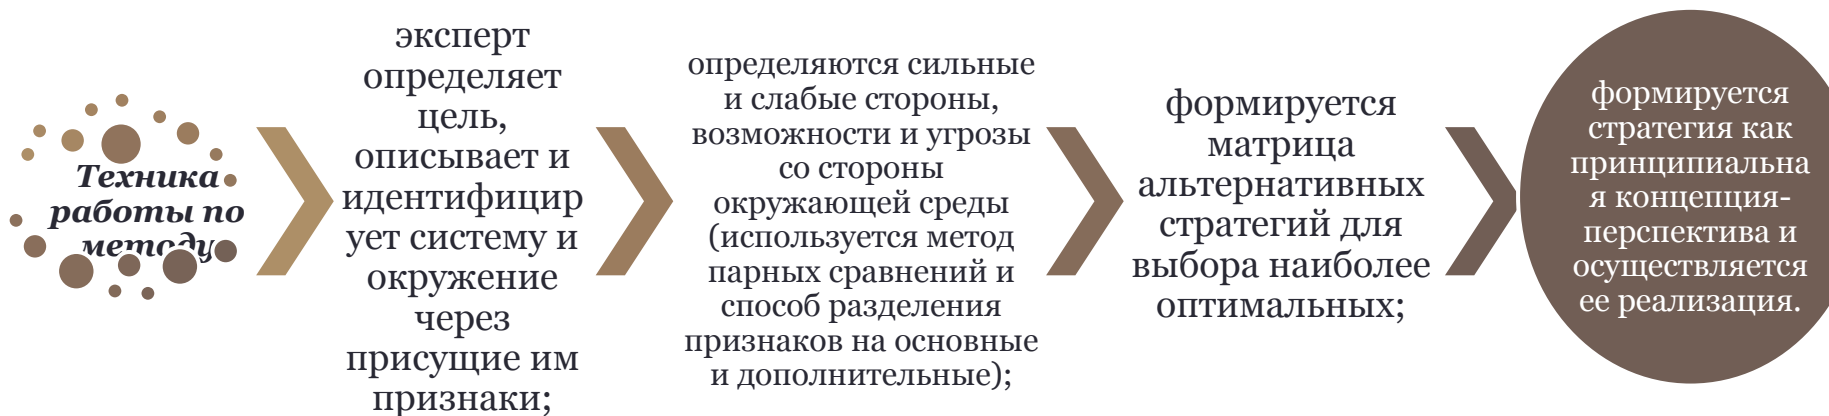 Техника
работы по
методу
эксперт
определяет
цель,
описывает и
идентифицир
ует систему и
окружение
через
присущие им
признаки;
определяются сильные
и слабые стороны,
возможности и угрозы
со стороны
окружающей среды
(используется метод
парных сравнений и
способ разделения
признаков на основные
и дополнительные);
формируется
матрица
альтернативных
стратегий для
выбора наиболее
оптимальных;
формируется
стратегия как
принципиальна
я концепция-
перспектива и
осуществляется
ее реализация.